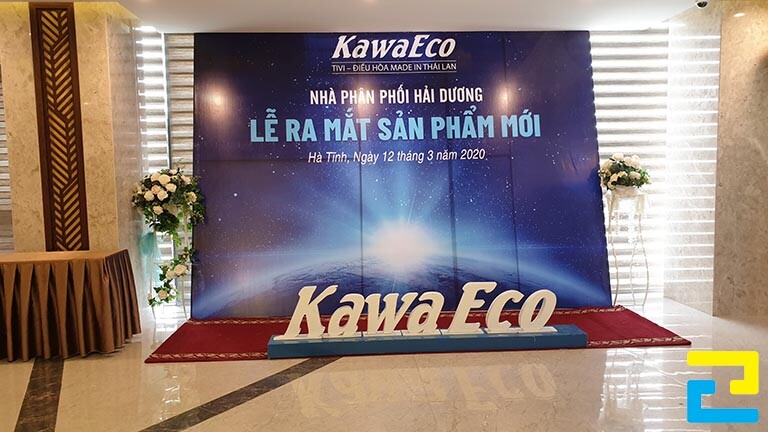 KawaEco
TIVI – ĐIỀU HÒA MADE IN THÁI LAN
NHÀ PHÂN PHỐI HẢI DƯƠNG
LỄ RA MẮT SẢN PHẨM MỚI
Hà Tĩnh, Ngày 12 tháng 3 năm 2020
KawaEco